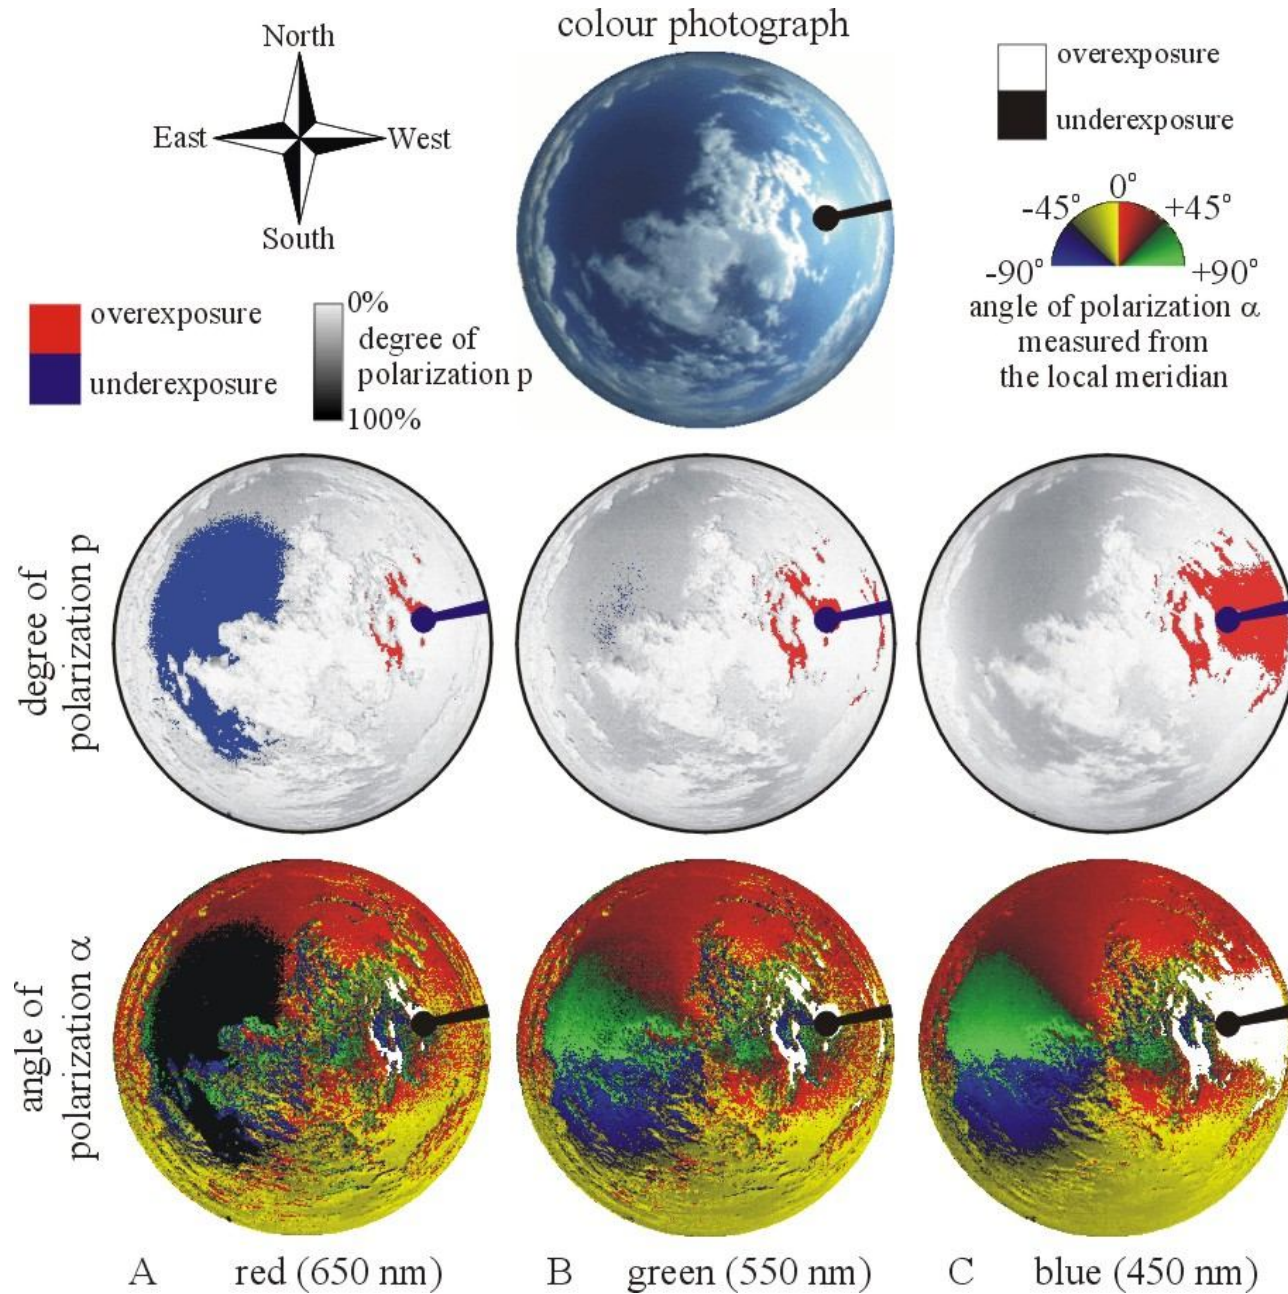 colour photograph
North
East
West
South
overexposure
underexposure
0%
degree of
polarization p
100%
overexposure
underexposure
0°
-45°
+45°
-90°
+90°
angle of polarization α
measured from
the local meridian
degree of
polarization p
angle of
polarization α
A red (650 nm)
B green (550 nm)
C blue (450 nm)